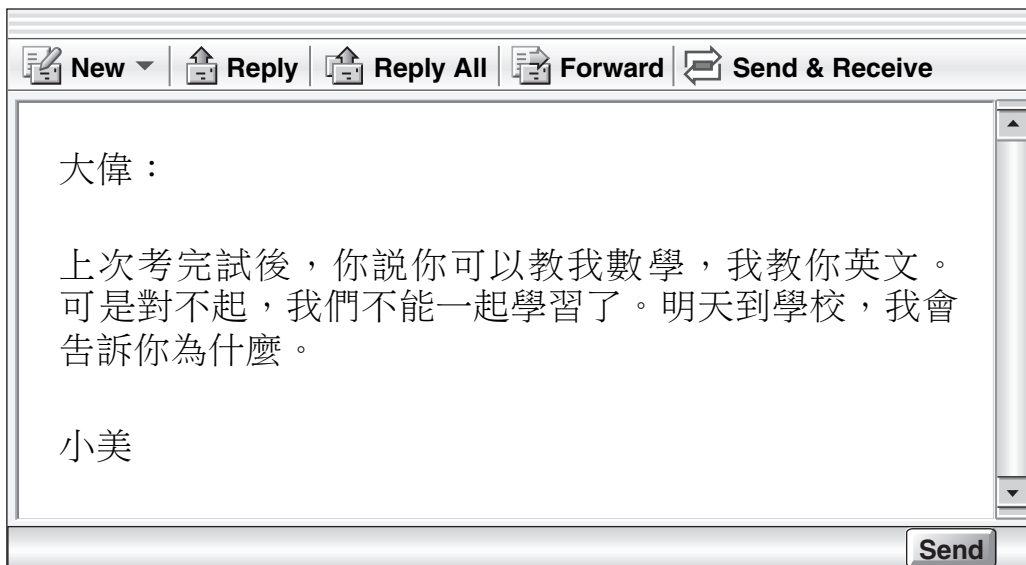 New Reply Reply All Forward Send & Receive
大偉：
上次考完試後，你説你可以教我數學，我教你英文。
可是對不起，我們不能一起學習了。明天到學校，我會
告訴你為什麼。
小美
Send